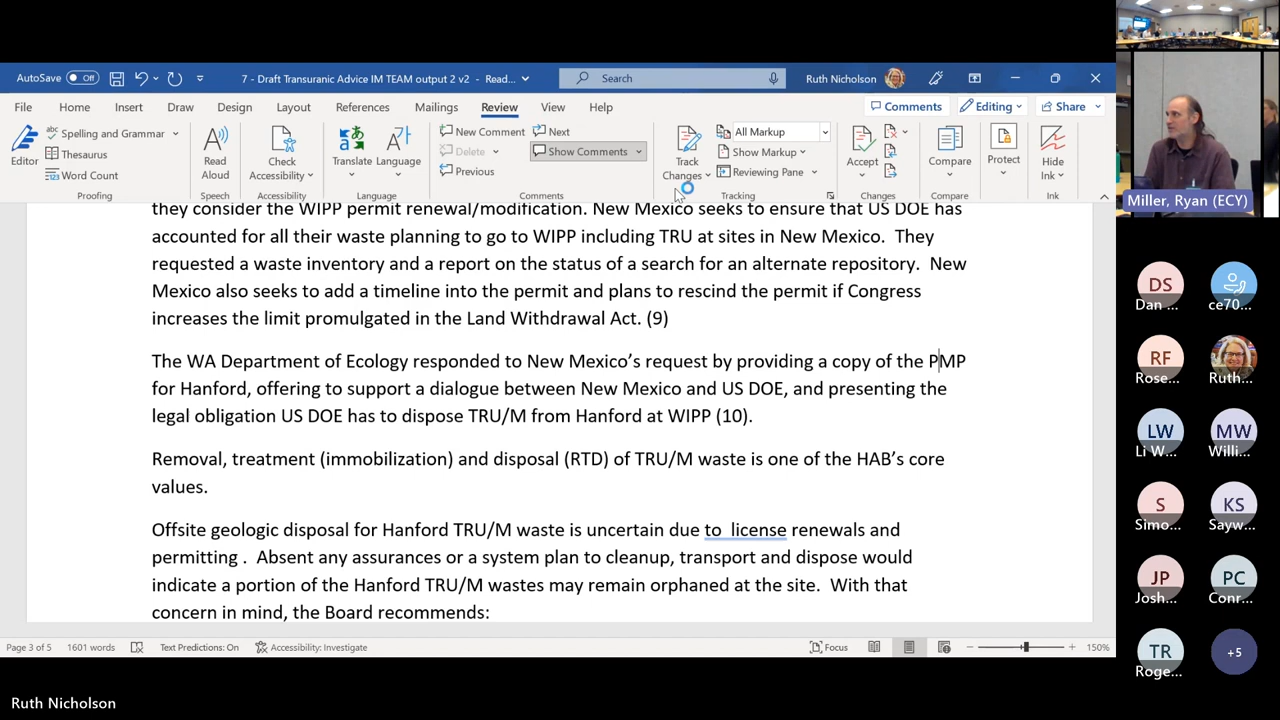 AutoSave Off 7 - Draft Transuranic Advice IM TEAM output 2 v2 - Read... Search Ruth Nicholson
File Home Insert Draw Design Layout References Mailings Review View Help Comments Editing Share
Editor
abc Spelling and Grammar
Thesaurus
123 Word Count
Proofing
Read Aloud
Speech
Check Accessibility
Accessibility
Translate Language
Language
New Comment Next
Delete Show Comments
Previous
Comments
Track Changes
All Markup
Show Markup
Reviewing Pane
Tracking
Accept
Changes
Compare
Compare
Protect
Hide Ink
Ink
they consider the WIPP permit renewal/modification. New Mexico seeks to ensure that US DOE has
accounted for all their waste planning to go to WIPP including TRU at sites in New Mexico.  They
requested a waste inventory and a report on the status of a search for an alternate repository.  New
Mexico also seeks to add a timeline into the permit and plans to rescind the permit if Congress
increases the limit promulgated in the Land Withdrawal Act. (9)
The WA Department of Ecology responded to New Mexico's request by providing a copy of the PMP
for Hanford, offering to support a dialogue between New Mexico and US DOE, and presenting the
legal obligation US DOE has to dispose TRU/M from Hanford at WIPP (10).
Removal, treatment (immobilization) and disposal (RTD) of TRU/M waste is one of the HAB's core
values.
Offsite geologic disposal for Hanford TRU/M waste is uncertain due to  license renewals and
permitting .  Absent any assurances or a system plan to cleanup, transport and dispose would
indicate a portion of the Hanford TRU/M wastes may remain orphaned at the site.  With that
concern in mind, the Board recommends:
Page 3 of 5 1601 words Text Predictions: On Accessibility: Investigate Focus 150%
Ruth Nicholson
Miller, Ryan (ECY)
DS
Dan ...
ce70...
RF
Rose...
Ruth...
LW
Li W...
MW
Willi...
S
Simo...
KS
Sayw...
JP
Josh...
PC
Conr...
TR
Roge...
+5